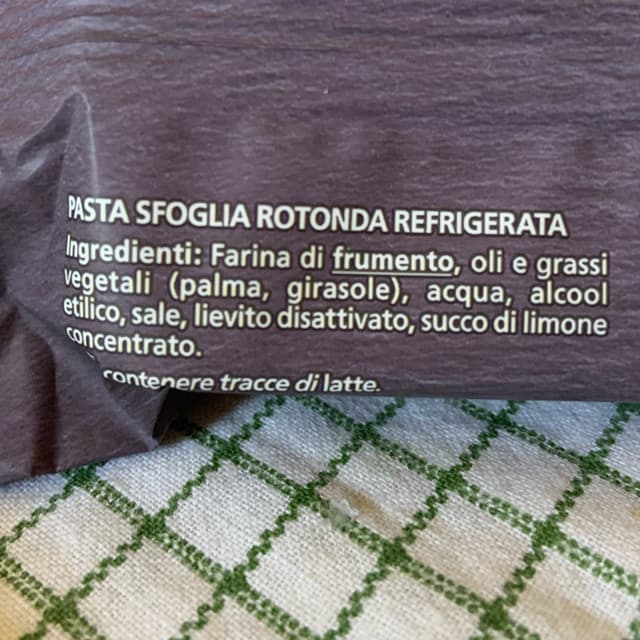 PASTA SFOGLIA ROTONDA REFRIGERATA
Ingredienti: Farina di frumento, oli e grassi
vegetali (palma, girasole), acqua, alcool
etilico, sale, lievito disattivato, succo di limone
concentrato.
contenere tracce di latte.